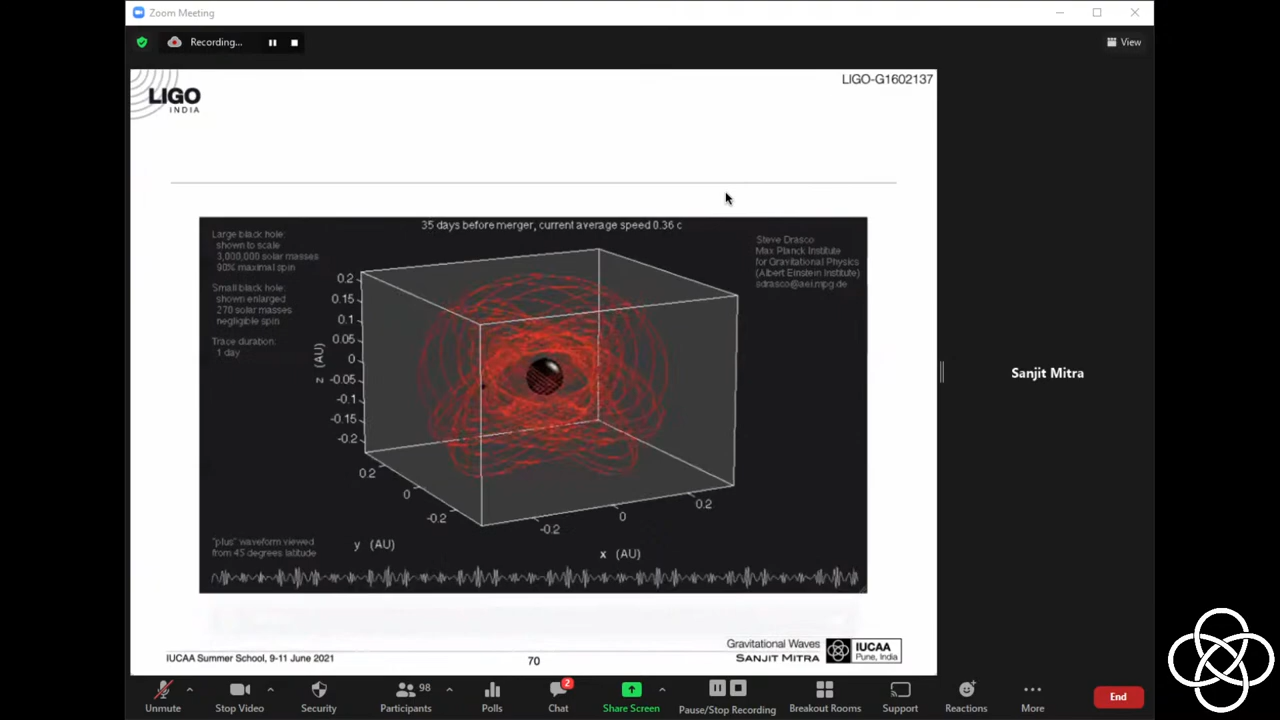 Zoom Meeting
Recording...
View
LIGO
INDIA
LIGO-G1602137
35 days before merger, current average speed 0.36 c
Large black hole:
shown to scale
3,000,000 solar masses
90% maximal spin
Small black hole:
shown enlarged
270 solar masses
negligible spin
Trace duration:
1 day
Steve Drasco
Max Planck Institute
for Gravitational Physics
(Albert Einstein Institute)
sdrasco@aei.mpg.de
0.2
0.15
0.1
0.05
0
-0.05
-0.1
-0.15
-0.2
z (AU)
0.2
0
-0.2
y (AU)
-0.2
0
0.2
x (AU)
"plus" waveform viewed
from 45 degrees latitude
Sanjit Mitra
IUCAA Summer School, 9-11 June 2021
70
Gravitational Waves
SANJIT MITRA
IUCAA
Pune, India
Unmute
Stop Video
Security
98
Participants
Polls
2
Chat
Share Screen
Pause/Stop Recording
Breakout Rooms
Support
Reactions
More
End